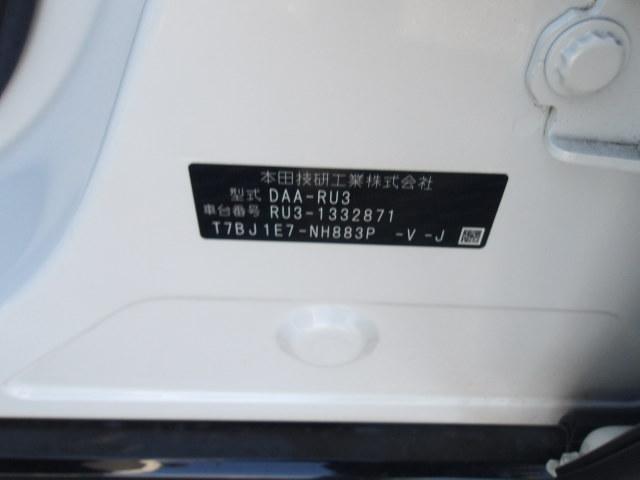 本田技研工業株式会社
型式 DAA-RU3
車台番号 RU3-1332871
T7BJ1E7-NH883P -V -J